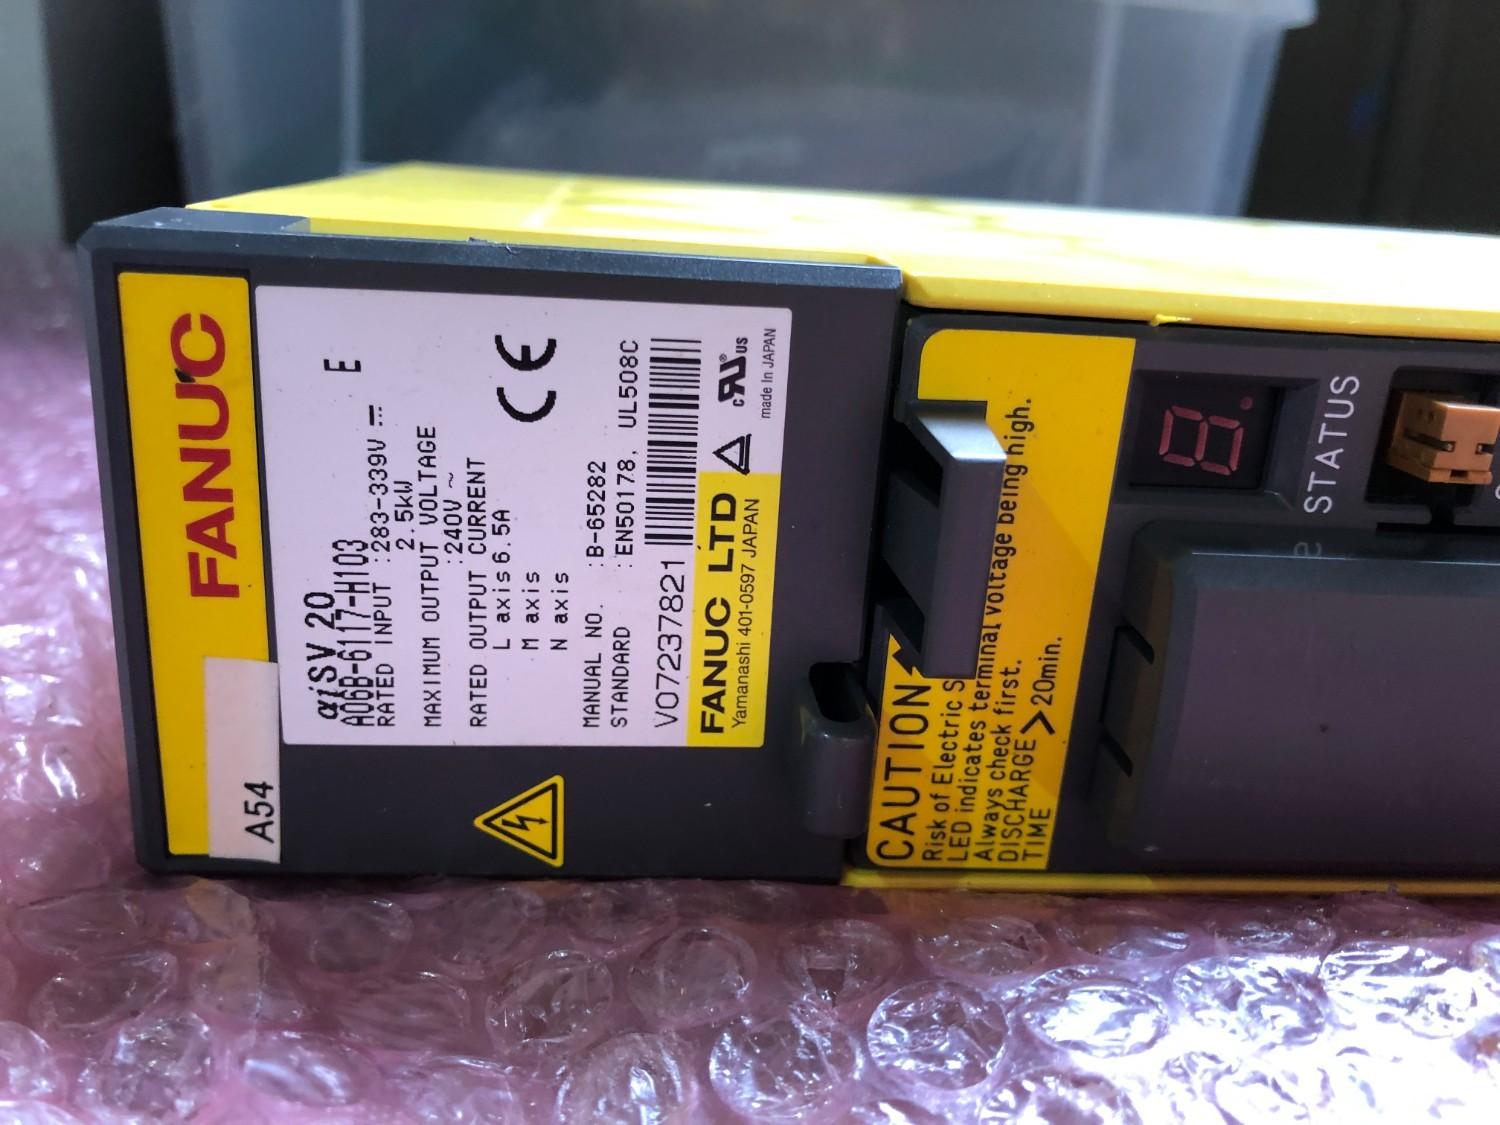 FANUC
A54
αiSV 20
E
A06B-6117-H103
RATED INPUT :283-339V ⎓
2.5kW
MAXIMUM OUTPUT VOLTAGE
:240V ~
RATED OUTPUT CURRENT
L axis 6.5A
M axis
N axis
MANUAL NO. :B-65282
STANDARD :EN50178, UL508C
CE
V07237821
FANUC LTD
Yamanashi 401-0597 JAPAN
c RU ® US
made in JAPAN
CAUTION
Risk of Electric S
LED indicates terminal voltage being high.
Always check first.
DISCHARGE > 20min.
TIME
8.
STATUS